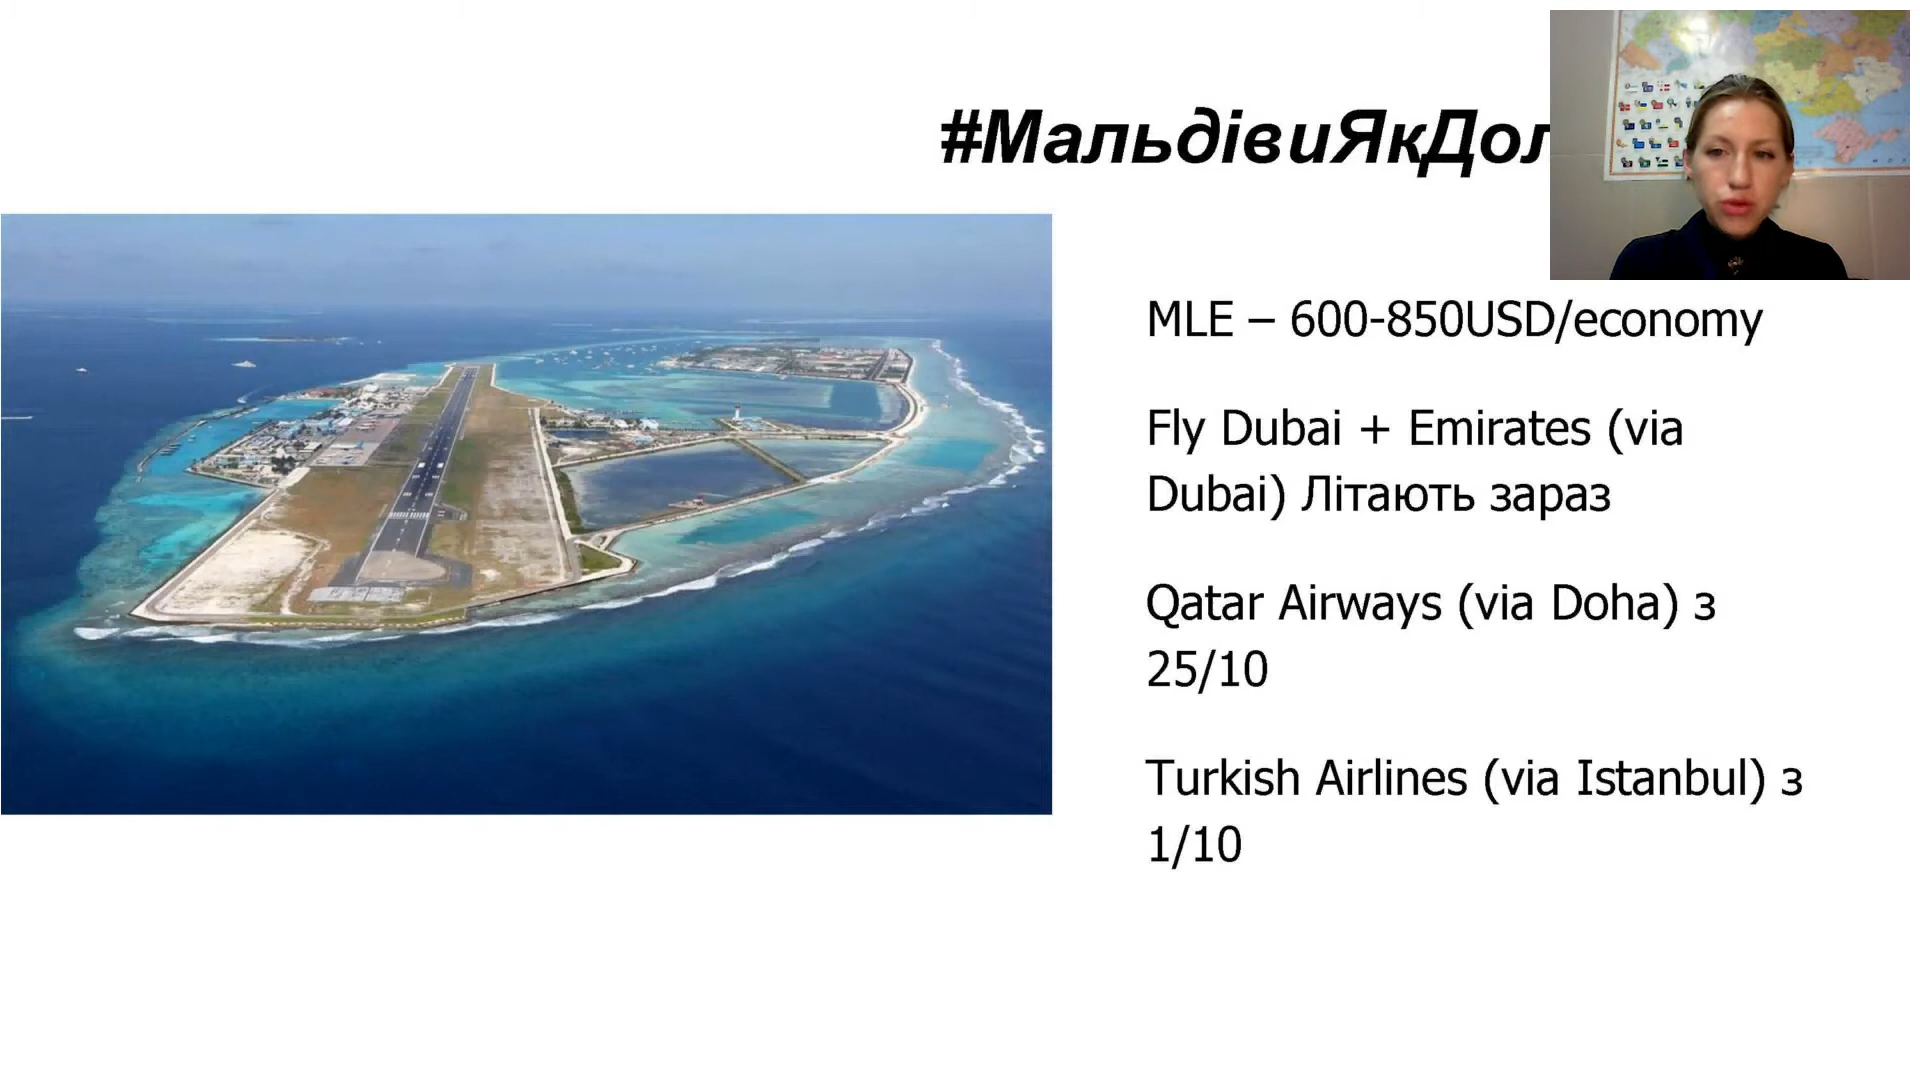 #МальдівиЯкДол
MLE – 600-850USD/economy
Fly Dubai + Emirates (via
Dubai) Літають зараз
Qatar Airways (via Doha) з
25/10
Turkish Airlines (via Istanbul) з
1/10